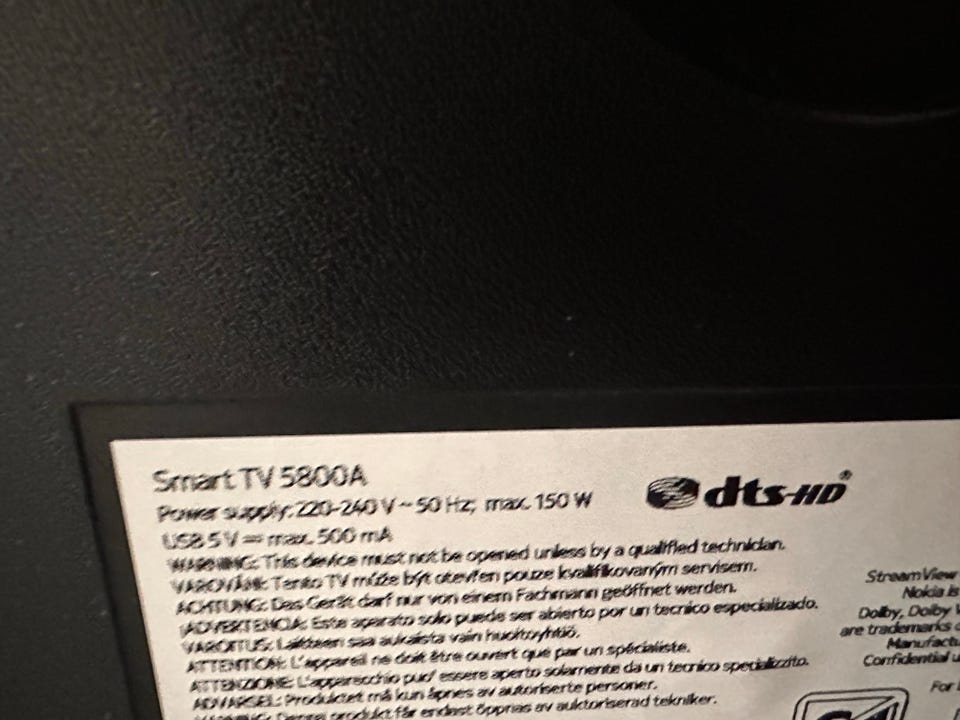 Smart TV 5800A
dts-HD®
Power supply: 220-240 V ~ 50 Hz; max. 150 W
USB 5 V ⎓ max. 500 mA
WARNING: This device must not be opened unless by a qualified technician.
VAROVÁNÍ: Tento TV může být otevřen pouze kvalifikovaným servisem.
ACHTUNG: Das Gerät darf nur von einem Fachmann geöffnet werden.
¡ADVERTENCIA: Este aparato solo puede ser abierto por un tecnico especializado.
VAROITUS: Laitteen saa aukaista vain huoltoyhtiö.
ATTENTION: L'appareil ne doit être ouvert que par un spécialiste.
ATTENZIONE: L'apparecchio puo' essere aperto solamente da un tecnico specializzito.
ADVARSEL: Produktet må kun åpnes av autoriserte personer.
produkt får endast öppnas av auktoriserad tekniker.
StreamView
Nokia is
Dolby, Dolby V
are trademarks o
Manufactu
Confidential u
For